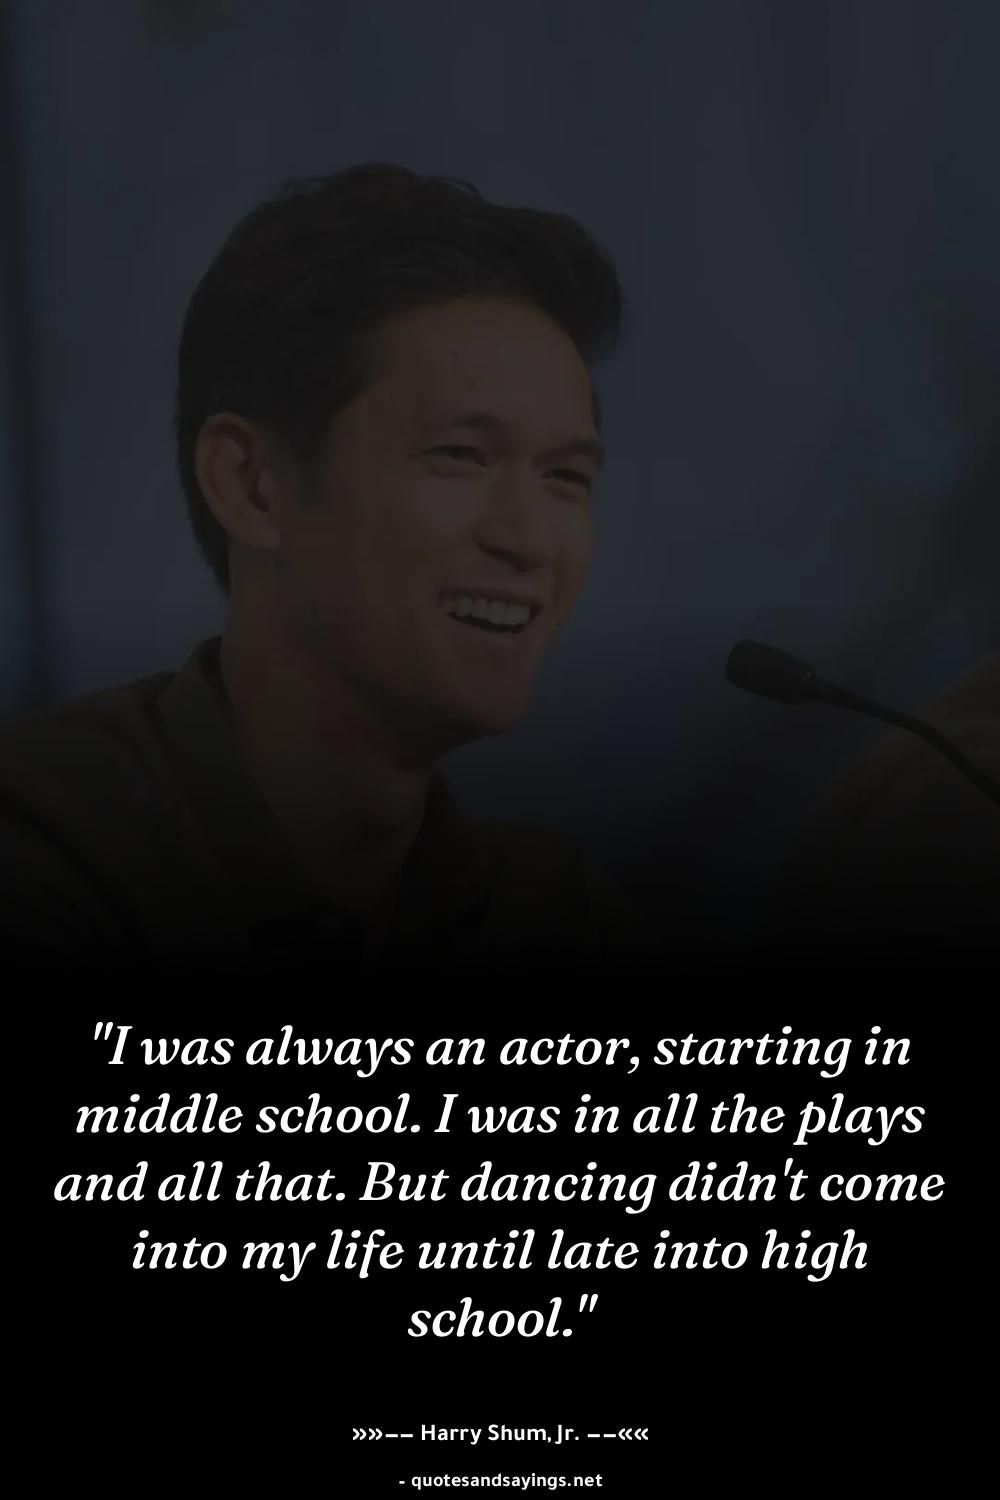 "I was always an actor, starting in
middle school. I was in all the plays
and all that. But dancing didn't come
into my life until late into high
school."
»»–– Harry Shum, Jr. ––««
- quotesandsayings.net